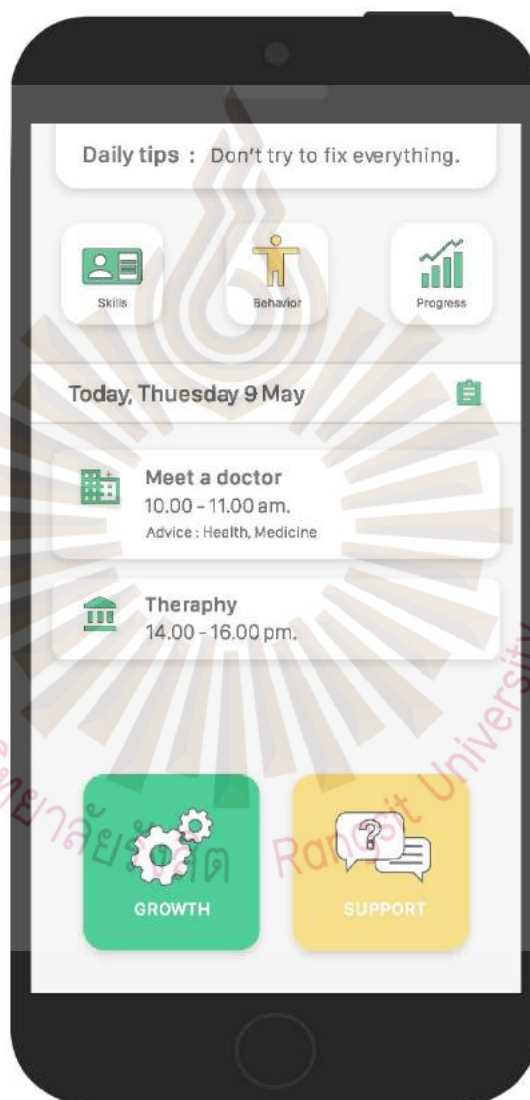 Daily tips : Don't try to fix everything.
Skills
Behavior
Progress
Today, Thuesday 9 May
Meet a doctor
10.00 - 11.00 am.
Advice : Health, Medicine
Theraphy
14.00 - 16.00 pm.
?
GROWTH
SUPPORT
Rangsit University